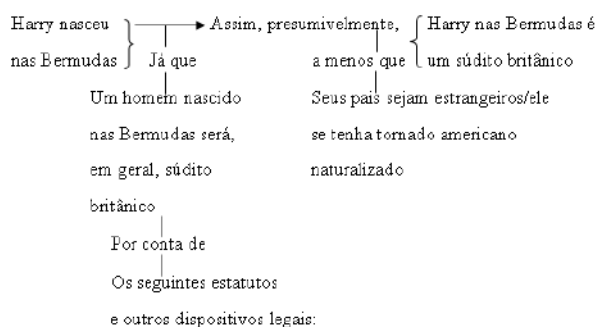 Harry nasceu
nas Bermudas
Já que
Assim, presumivelmente,
a menos que
Harry nas Bermudas é
um súdito britânico
Um homem nascido
nas Bermudas será,
em geral, súdito
britânico
Seus pais sejam estrangeiros/ele
se tenha tornado americano
naturalizado
Por conta de
Os seguintes estatutos
e outros dispositivos legais: